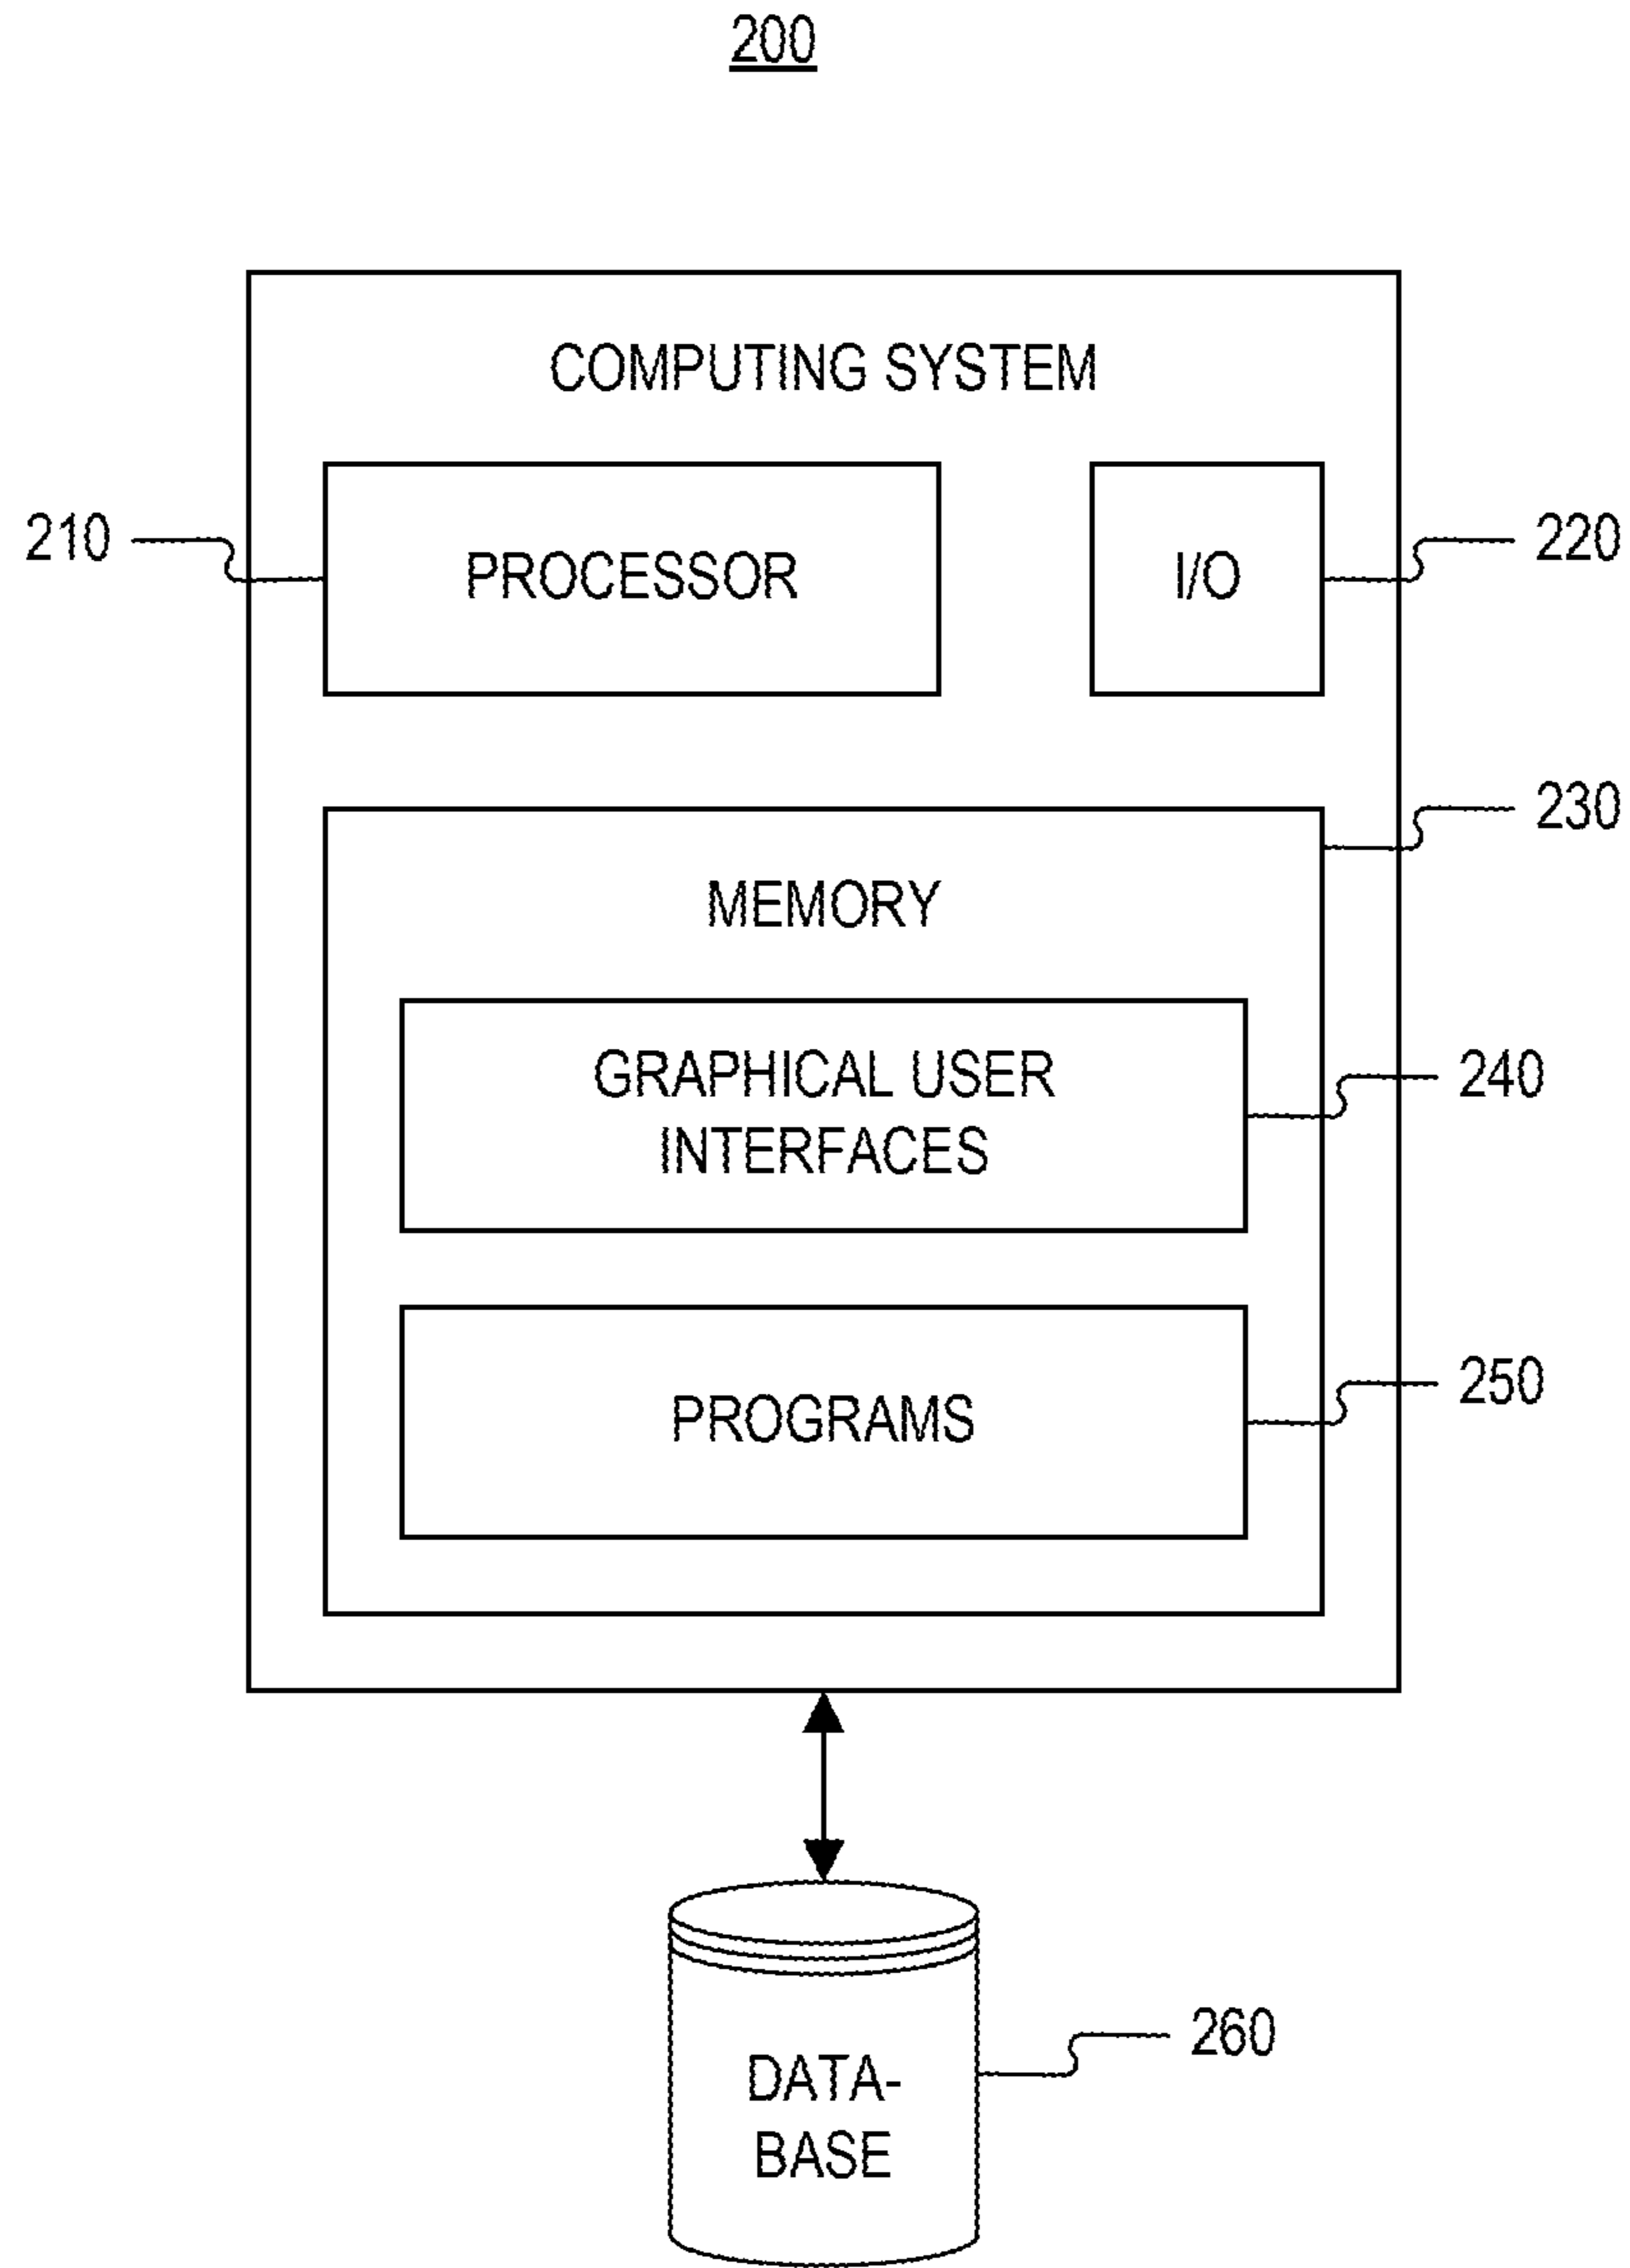 200
COMPUTING SYSTEM
210
PROCESSOR
I/O
220
230
MEMORY
GRAPHICAL USER
INTERFACES
240
PROGRAMS
250
260
DATA-
BASE